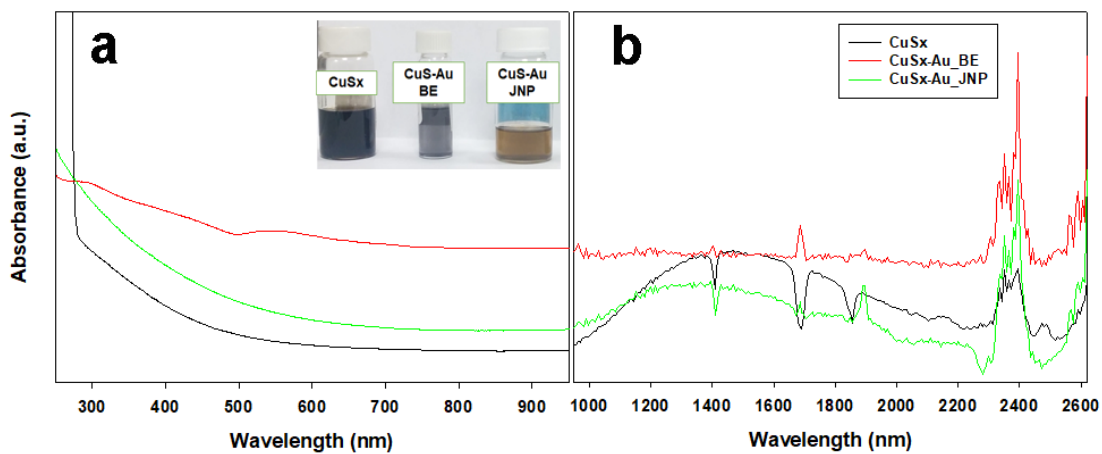 a
CuSx
CuS-Au
BE
CuS-Au
JNP
Absorbance (a.u.)
300 400 500 600 700 800 900
Wavelength (nm)
b
CuSx
CuSx-Au_BE
CuSx-Au_JNP
1000 1200 1400 1600 1800 2000 2200 2400 2600
Wavelength (nm)